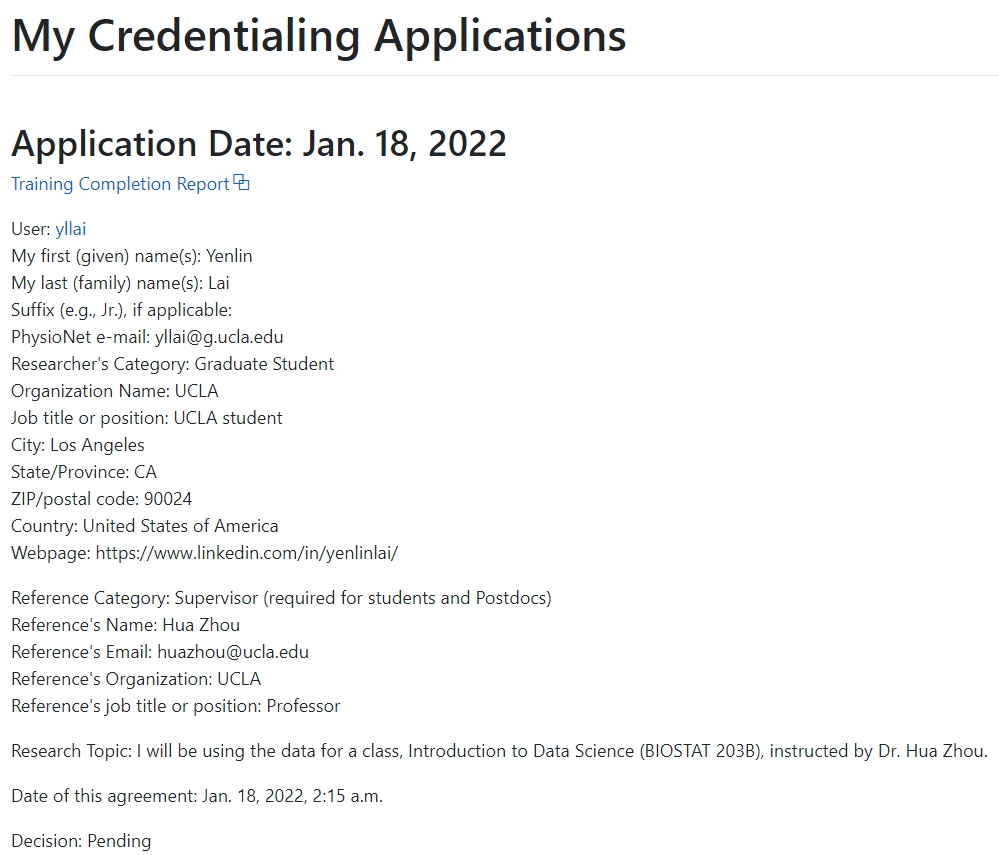 My Credentialing Applications
Application Date: Jan. 18, 2022
Training Completion Report
User: yllai
My first (given) name(s): Yenlin
My last (family) name(s): Lai
Suffix (e.g., Jr.), if applicable:
PhysioNet e-mail: yllai@g.ucla.edu
Researcher's Category: Graduate Student
Organization Name: UCLA
Job title or position: UCLA student
City: Los Angeles
State/Province: CA
ZIP/postal code: 90024
Country: United States of America
Webpage: https://www.linkedin.com/in/yenlinlai/
Reference Category: Supervisor (required for students and Postdocs)
Reference's Name: Hua Zhou
Reference's Email: huazhou@ucla.edu
Reference's Organization: UCLA
Reference's job title or position: Professor
Research Topic: I will be using the data for a class, Introduction to Data Science (BIOSTAT 203B), instructed by Dr. Hua Zhou.
Date of this agreement: Jan. 18, 2022, 2:15 a.m.
Decision: Pending